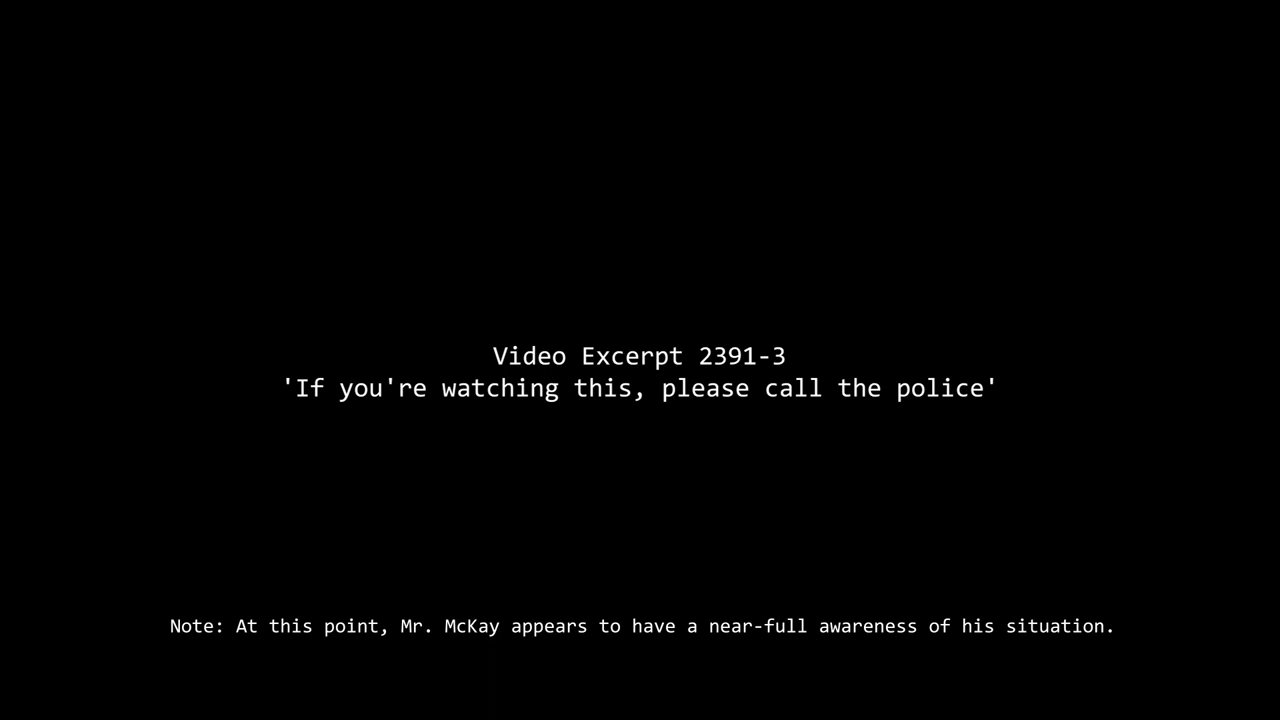 Video Excerpt 2391-3
'If you're watching this, please call the police'
Note: At this point, Mr. McKay appears to have a near-full awareness of his situation.